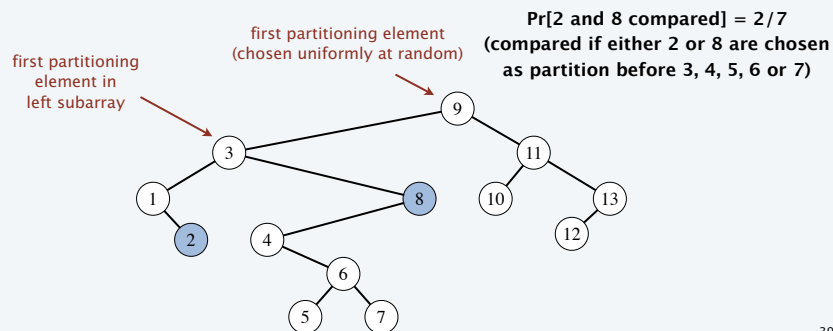 Pr[2 and 8 compared] = 2/7
(compared if either 2 or 8 are chosen
as partition before 3, 4, 5, 6 or 7)
first partitioning element
(chosen uniformly at random)
first partitioning
element in
left subarray
9
3
11
1
8
10
13
2
4
12
6
5
7